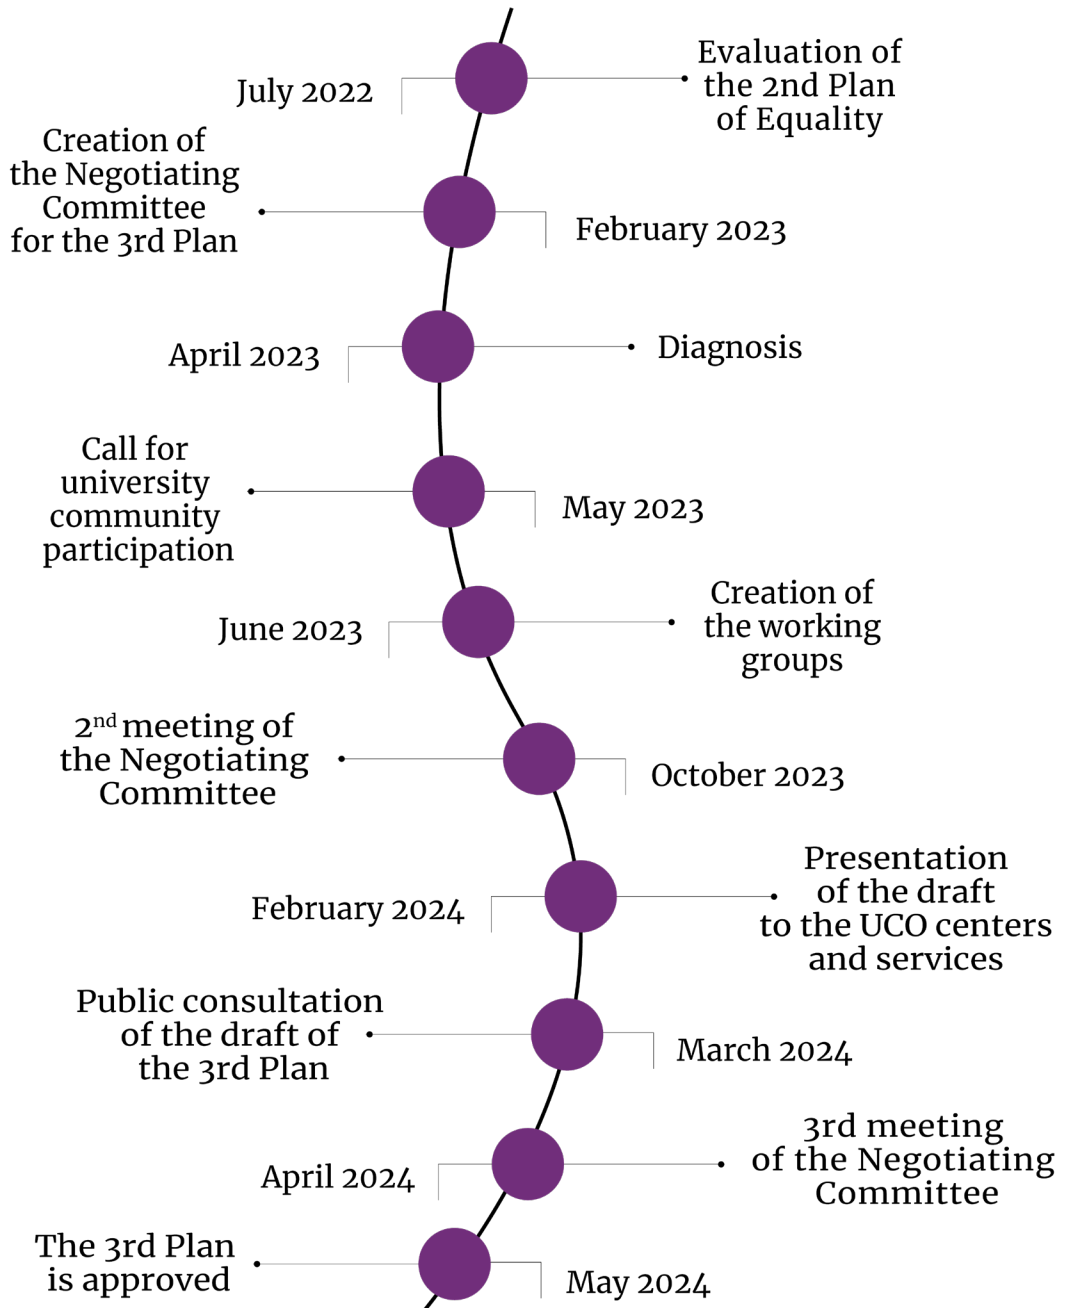 July 2022
Evaluation of
the 2nd Plan
of Equality
Creation of
the Negotiating
Committee
for the 3rd Plan
February 2023
April 2023
Diagnosis
Call for
university
community
participation
May 2023
June 2023
Creation of
the working
groups
2nd meeting of
the Negotiating
Committee
October 2023
February 2024
Presentation
of the draft
to the UCO centers
and services
Public consultation
of the draft of
the 3rd Plan
March 2024
April 2024
3rd meeting
of the Negotiating
Committee
The 3rd Plan
is approved
May 2024